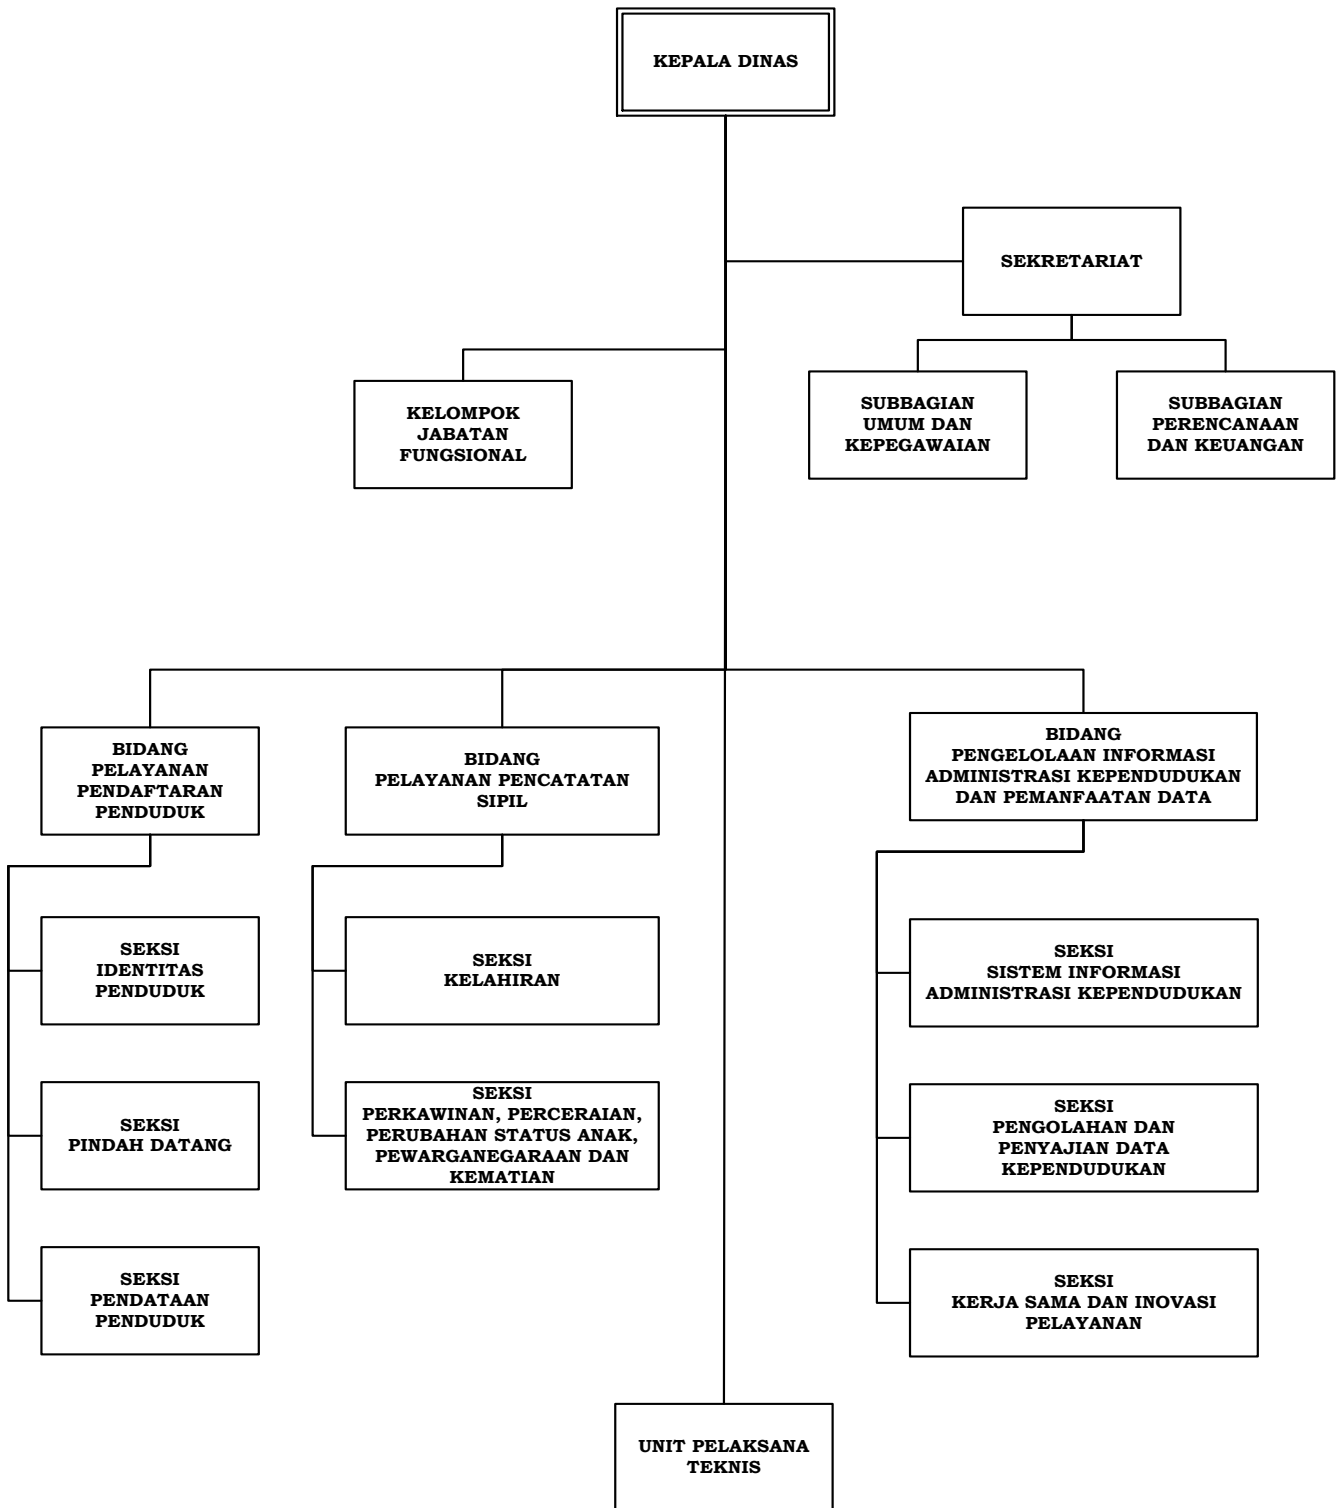 KEPALA DINAS
SEKRETARIAT
KELOMPOK
JABATAN
FUNGSIONAL
SUBBAGIAN
UMUM DAN
KEPEGAWAIAN
SUBBAGIAN
PERENCANAAN
DAN KEUANGAN
BIDANG
PELAYANAN
PENDAFTARAN
PENDUDUK
BIDANG
PELAYANAN PENCATATAN
SIPIL
BIDANG
PENGELOLAAN INFORMASI
ADMINISTRASI KEPENDUDUKAN
DAN PEMANFAATAN DATA
SEKSI
IDENTITAS
PENDUDUK
SEKSI
KELAHIRAN
SEKSI
SISTEM INFORMASI
ADMINISTRASI KEPENDUDUKAN
SEKSI
PINDAH DATANG
SEKSI
PERKAWINAN, PERCERAIAN,
PERUBAHAN STATUS ANAK,
PEWARGANEGARAAN DAN
KEMATIAN
SEKSI
PENGOLAHAN DAN
PENYAJIAN DATA
KEPENDUDUKAN
SEKSI
PENDATAAN
PENDUDUK
SEKSI
KERJA SAMA DAN INOVASI
PELAYANAN
UNIT PELAKSANA
TEKNIS